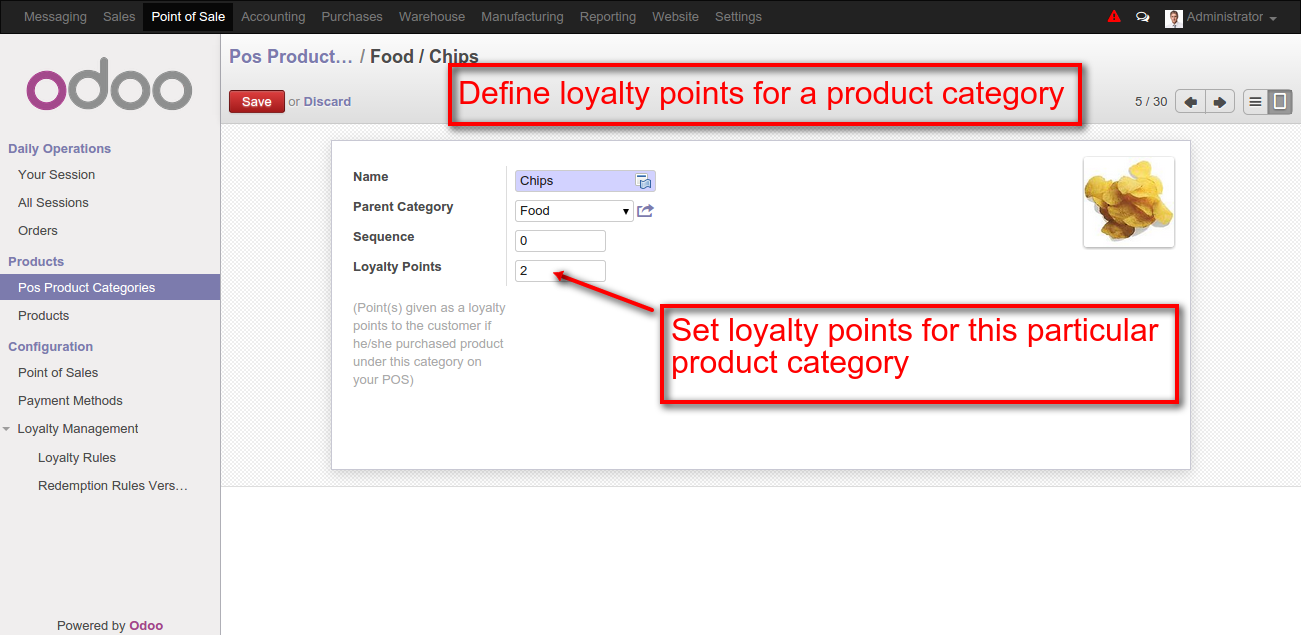 Messaging Sales Point of Sale Accounting Purchases Warehouse Manufacturing Reporting Website Settings Administrator
odoo
Pos Product… / Food / Chips
Define loyalty points for a product category
Save or Discard
5 / 30
Daily Operations
Your Session
All Sessions
Orders
Products
Pos Product Categories
Products
Configuration
Point of Sales
Payment Methods
Loyalty Management
Loyalty Rules
Redemption Rules Vers…
Powered by Odoo
Name Chips
Parent Category Food
Sequence 0
Loyalty Points 2
(Point(s) given as a loyalty
points to the customer if
he/she purchased product
under this category on
your POS)
Set loyalty points for this particular
product category